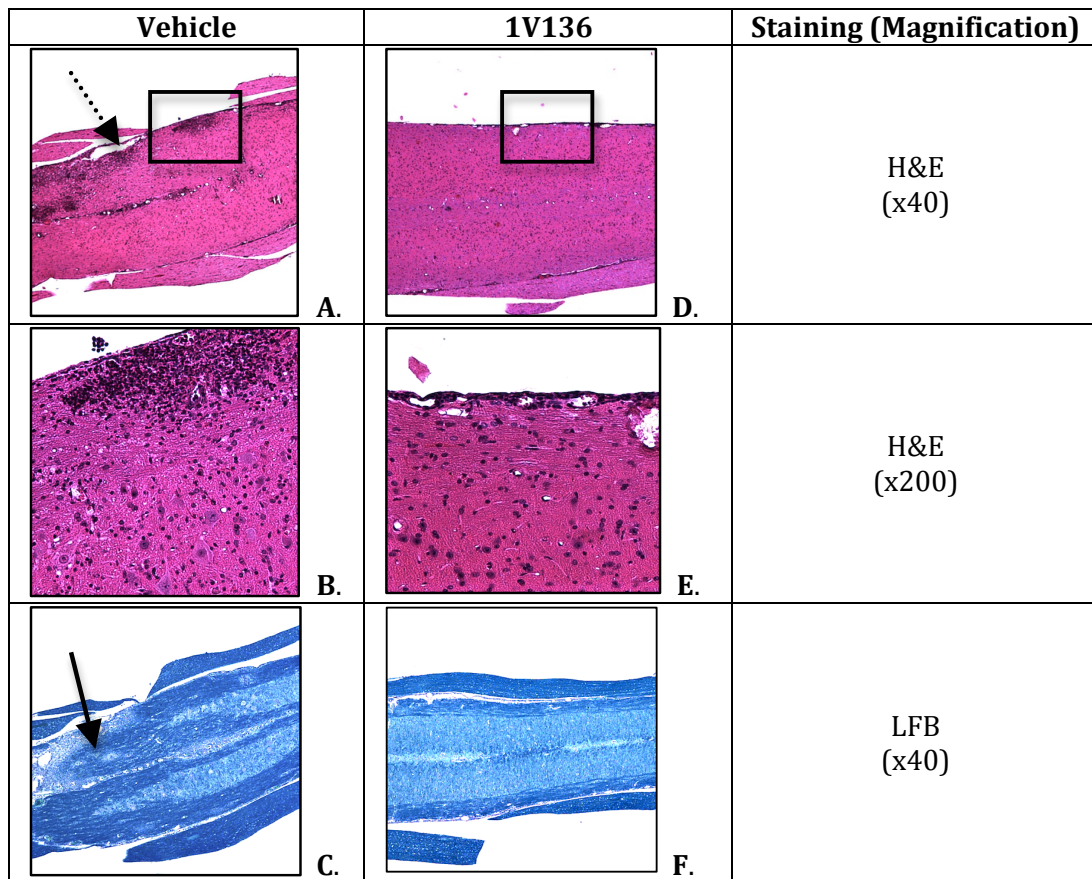 Vehicle
1V136
Staining (Magnification)
A.
D.
H&E
(x40)
B.
E.
H&E
(x200)
C.
F.
LFB
(x40)